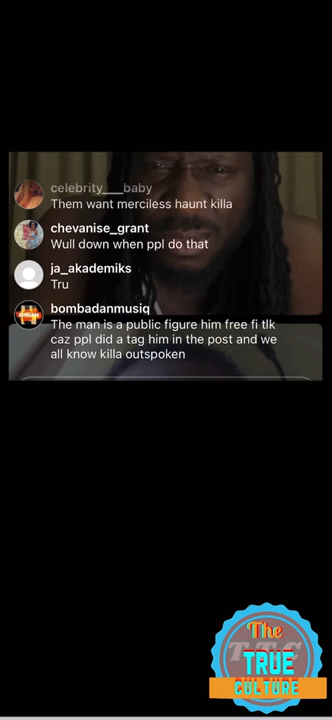 celebrity___baby
Them want merciless haunt killa
chevanise_grant
Wull down when ppl do that
ja_akademiks
Tru
bombadanmusiq
The man is a public figure him free fi tlk
caz ppl did a tag him in the post and we
all know killa outspoken
The
TRUE
CULTURE